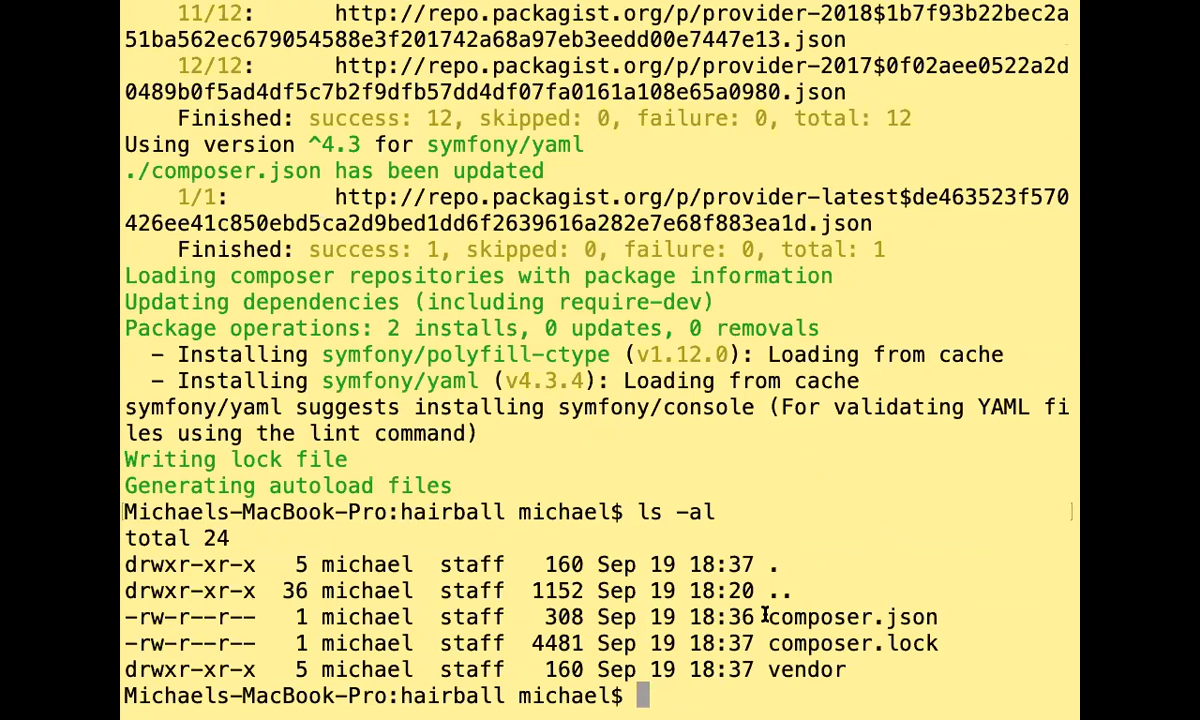 11/12:      http://repo.packagist.org/p/provider-2018$1b7f93b22bec2a
51ba562ec679054588e3f201742a68a97eb3eedd00e7447e13.json
    12/12:      http://repo.packagist.org/p/provider-2017$0f02aee0522a2d
0489b0f5ad4df5c7b2f9dfb57dd4df07fa0161a108e65a0980.json
    Finished: success: 12, skipped: 0, failure: 0, total: 12
Using version ^4.3 for symfony/yaml
./composer.json has been updated
    1/1:        http://repo.packagist.org/p/provider-latest$de463523f570
426ee41c850ebd5ca2d9bed1dd6f2639616a282e7e68f883ea1d.json
    Finished: success: 1, skipped: 0, failure: 0, total: 1
Loading composer repositories with package information
Updating dependencies (including require-dev)
Package operations: 2 installs, 0 updates, 0 removals
  - Installing symfony/polyfill-ctype (v1.12.0): Loading from cache
  - Installing symfony/yaml (v4.3.4): Loading from cache
symfony/yaml suggests installing symfony/console (For validating YAML fi
les using the lint command)
Writing lock file
Generating autoload files
Michaels-MacBook-Pro:hairball michael$ ls -al
total 24
drwxr-xr-x   5 michael  staff   160 Sep 19 18:37 .
drwxr-xr-x  36 michael  staff  1152 Sep 19 18:20 ..
-rw-r--r--   1 michael  staff   308 Sep 19 18:36 composer.json
-rw-r--r--   1 michael  staff  4481 Sep 19 18:37 composer.lock
drwxr-xr-x   5 michael  staff   160 Sep 19 18:37 vendor
Michaels-MacBook-Pro:hairball michael$